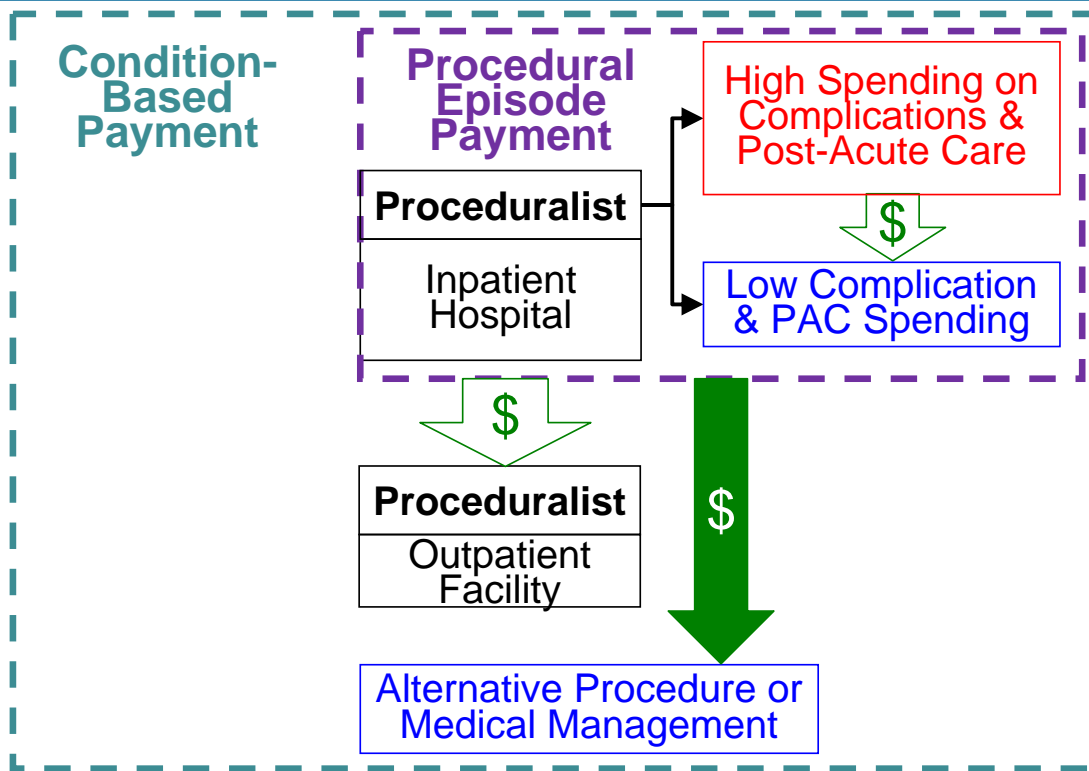 Condition-
Based
Payment
Procedural
Episode
Payment
High Spending on
Complications &
Post-Acute Care
Proceduralist
Inpatient
Hospital
$
Low Complication
& PAC Spending
$
Proceduralist
Outpatient
Facility
$
Alternative Procedure or
Medical Management